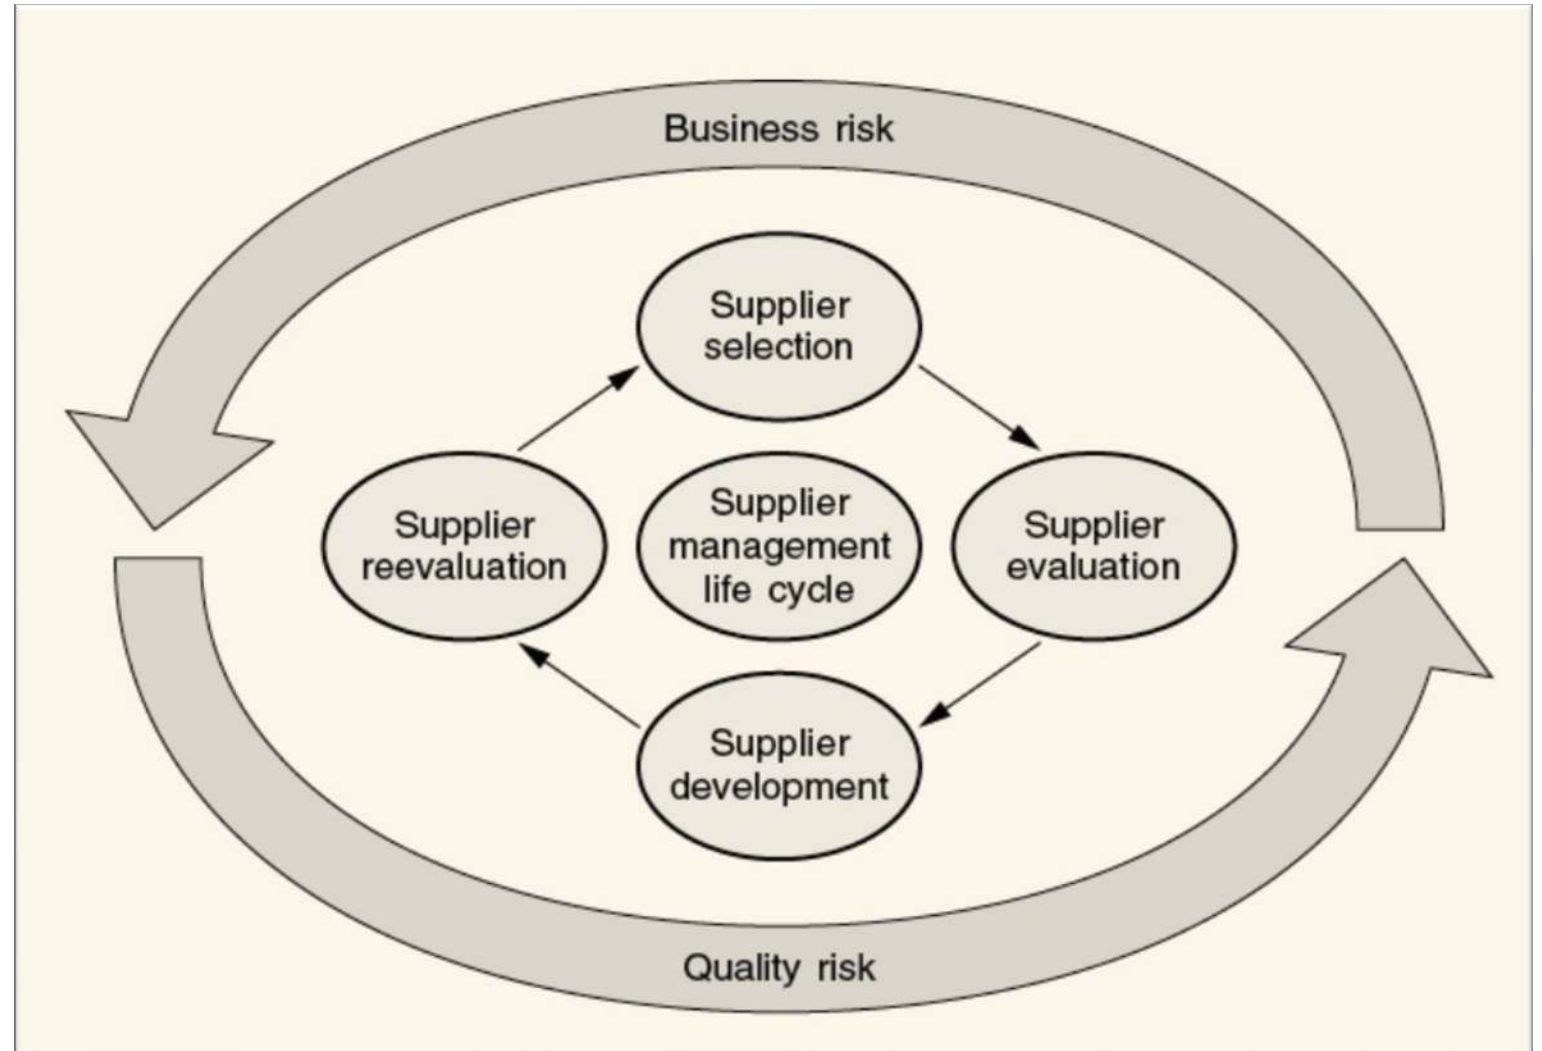 Business risk
Supplier
selection
Supplier
reevaluation
Supplier
management
life cycle
Supplier
evaluation
Supplier
development
Quality risk